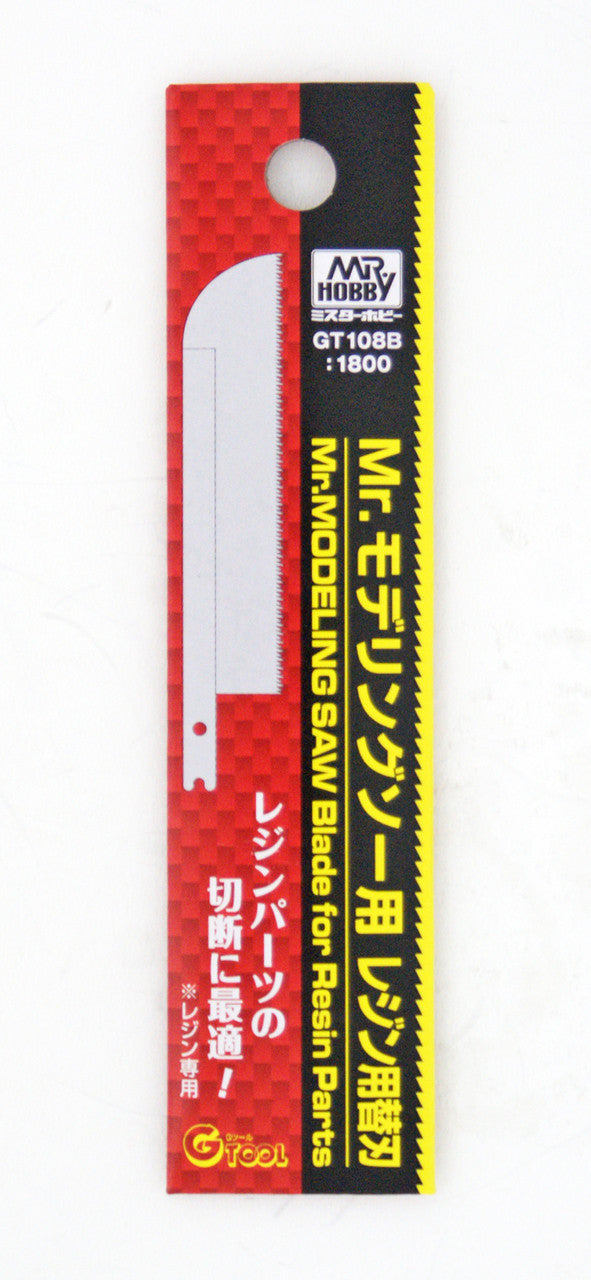 MR.
HOBBY
ミスターホビー
GT108B
:1800
Mr.モデリングソー用 レジン用替刃
Mr.MODELING SAW Blade for Resin Parts
レジンパーツの
切断に最適!
※レジン専用
Gツール
G TOOL